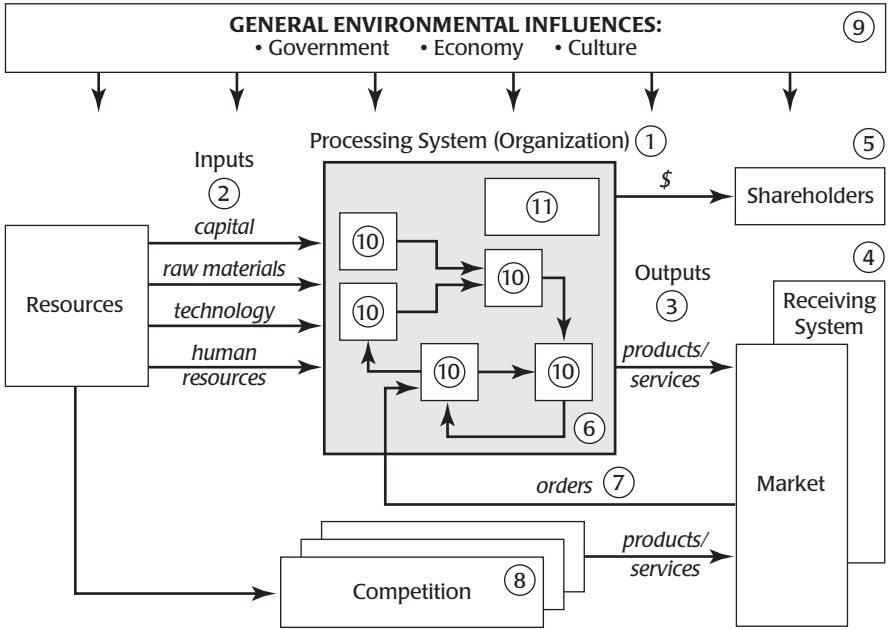 GENERAL ENVIRONMENTAL INFLUENCES:
• Government • Economy • Culture
9
Processing System (Organization) 1
Inputs
2
capital
raw materials
technology
human
resources
Resources
11
10
10
10
10
10
6
$
5
Shareholders
Outputs
3
products/
services
4
Receiving
System
Market
orders 7
products/
services
Competition 8